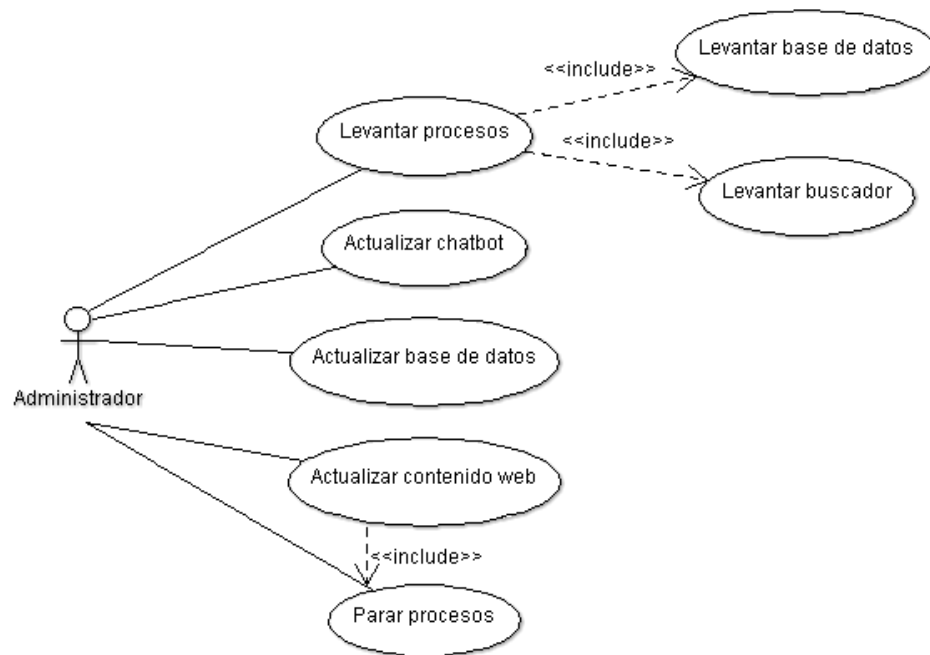 Levantar base de datos
<<include>>
Levantar procesos
<<include>>
Levantar buscador
Actualizar chatbot
Actualizar base de datos
Administrador
Actualizar contenido web
<<include>>
Parar procesos